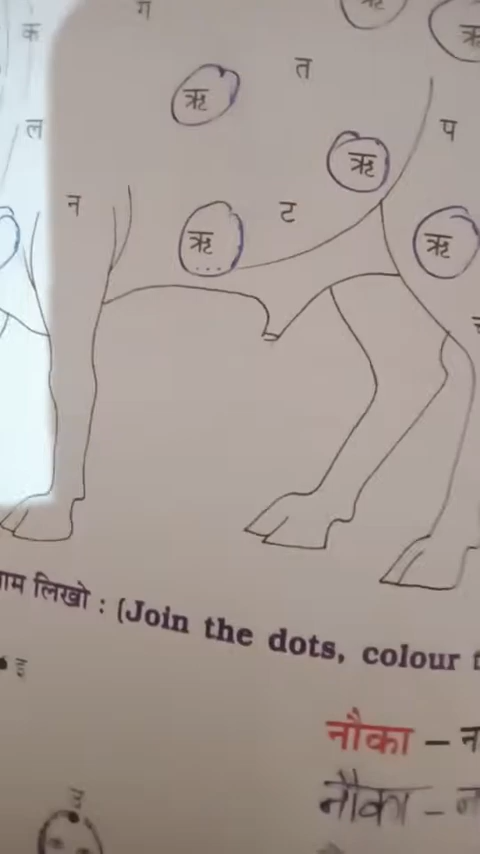 ग
क
त
ऋ
ल
प
ऋ
न
ट
ऋ
ऋ
लिखो : (Join the dots, colour
इ
नौका – न
नौका – न